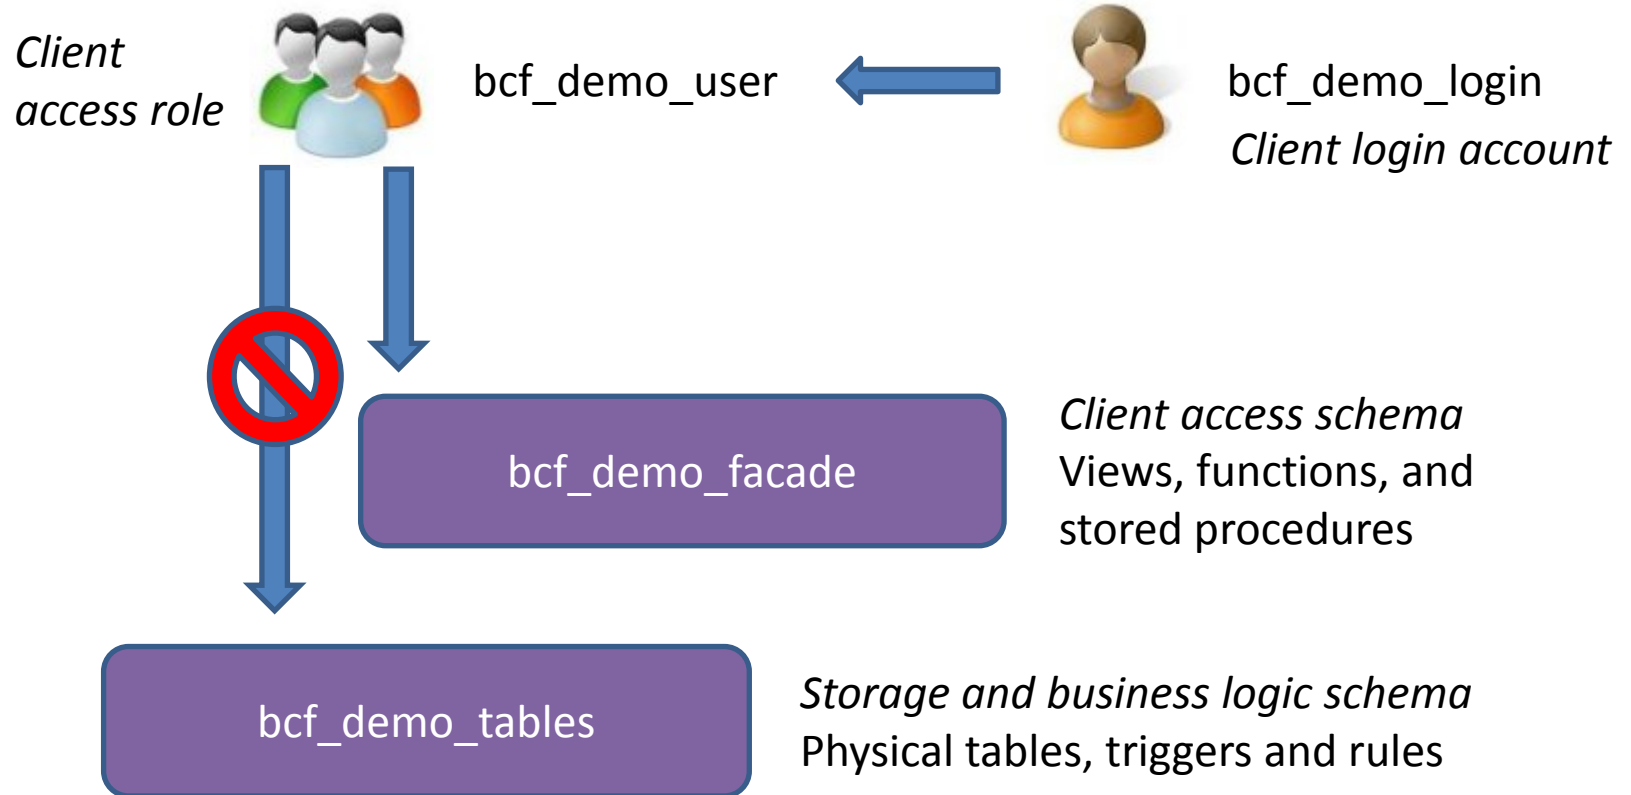 Client
access role
bcf_demo_user
bcf_demo_login
Client login account
bcf_demo_facade
Client access schema
Views, functions, and
stored procedures
bcf_demo_tables
Storage and business logic schema
Physical tables, triggers and rules